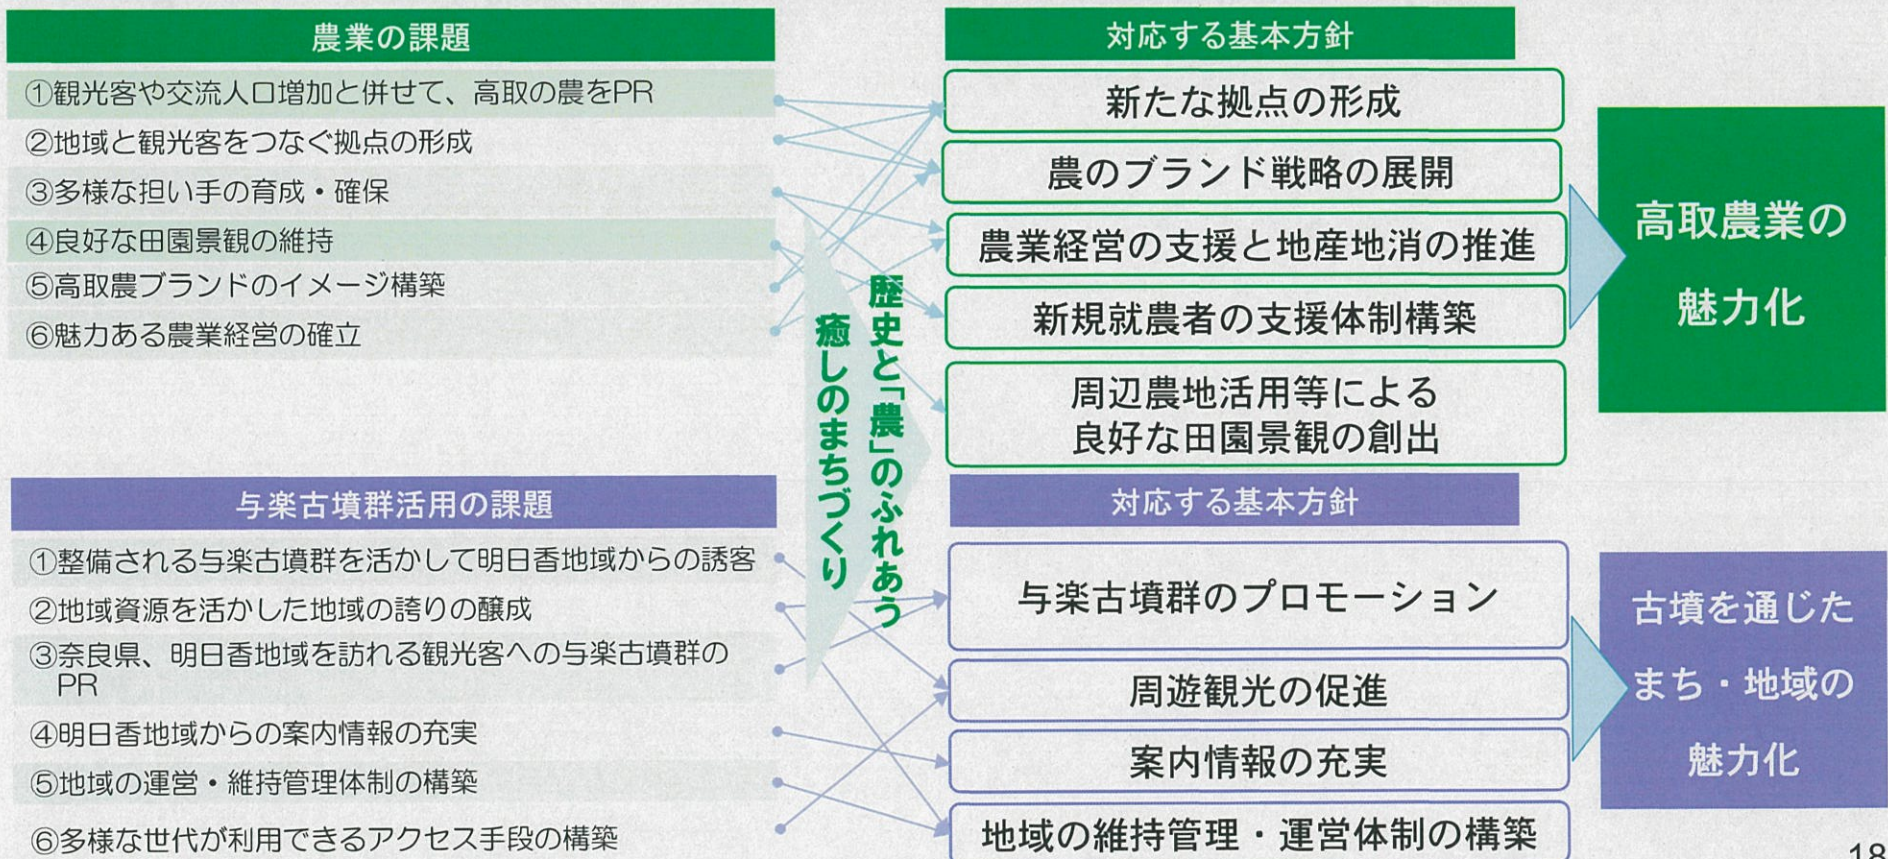 農業の課題
①観光客や交流人口増加と併せて、高取の農をPR
②地域と観光客をつなぐ拠点の形成
③多様な担い手の育成・確保
④良好な田園景観の維持
⑤高取農ブランドのイメージ構築
⑥魅力ある農業経営の確立
対応する基本方針
新たな拠点の形成
農のブランド戦略の展開
農業経営の支援と地産地消の推進
新規就農者の支援体制構築
周辺農地活用等による
良好な田園景観の創出
高取農業の
魅力化
歴史と「農」のふれあう
癒しのまちづくり
与楽古墳群活用の課題
①整備される与楽古墳群を活かして明日香地域からの誘客
②地域資源を活かした地域の誇りの醸成
③奈良県、明日香地域を訪れる観光客への与楽古墳群の
PR
④明日香地域からの案内情報の充実
⑤地域の運営・維持管理体制の構築
⑥多様な世代が利用できるアクセス手段の構築
対応する基本方針
与楽古墳群のプロモーション
周遊観光の促進
案内情報の充実
地域の維持管理・運営体制の構築
古墳を通じた
まち・地域の
魅力化
18